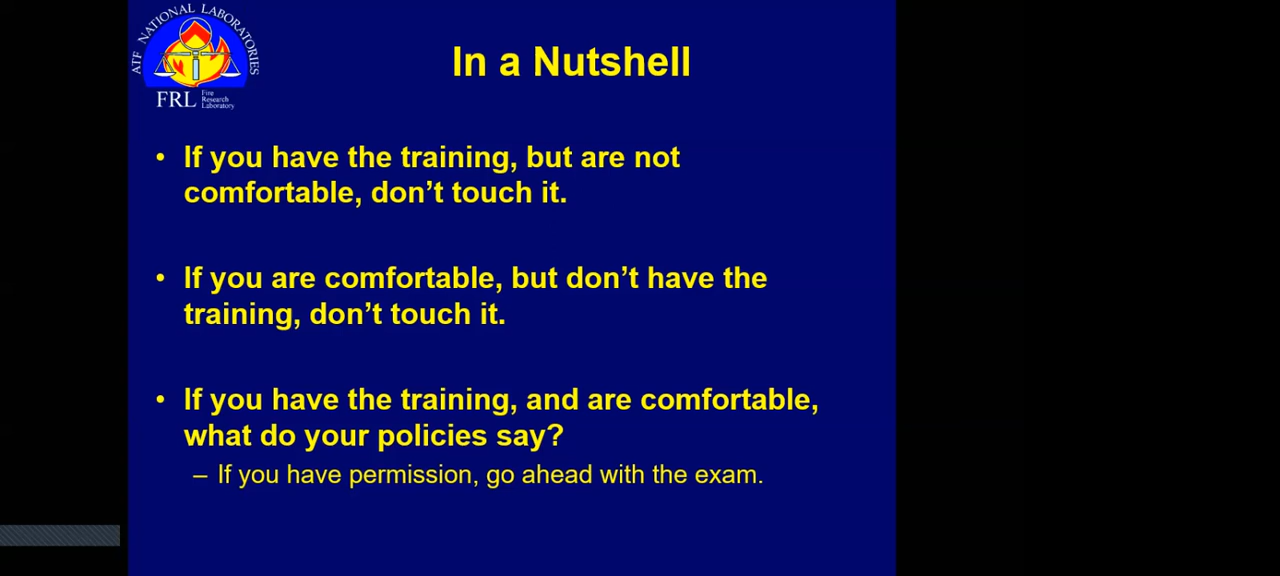 ATF NATIONAL LABORATORIES
FRL Fire Research Laboratory
In a Nutshell
• If you have the training, but are not
comfortable, don’t touch it.
• If you are comfortable, but don’t have the
training, don’t touch it.
• If you have the training, and are comfortable,
what do your policies say?
– If you have permission, go ahead with the exam.